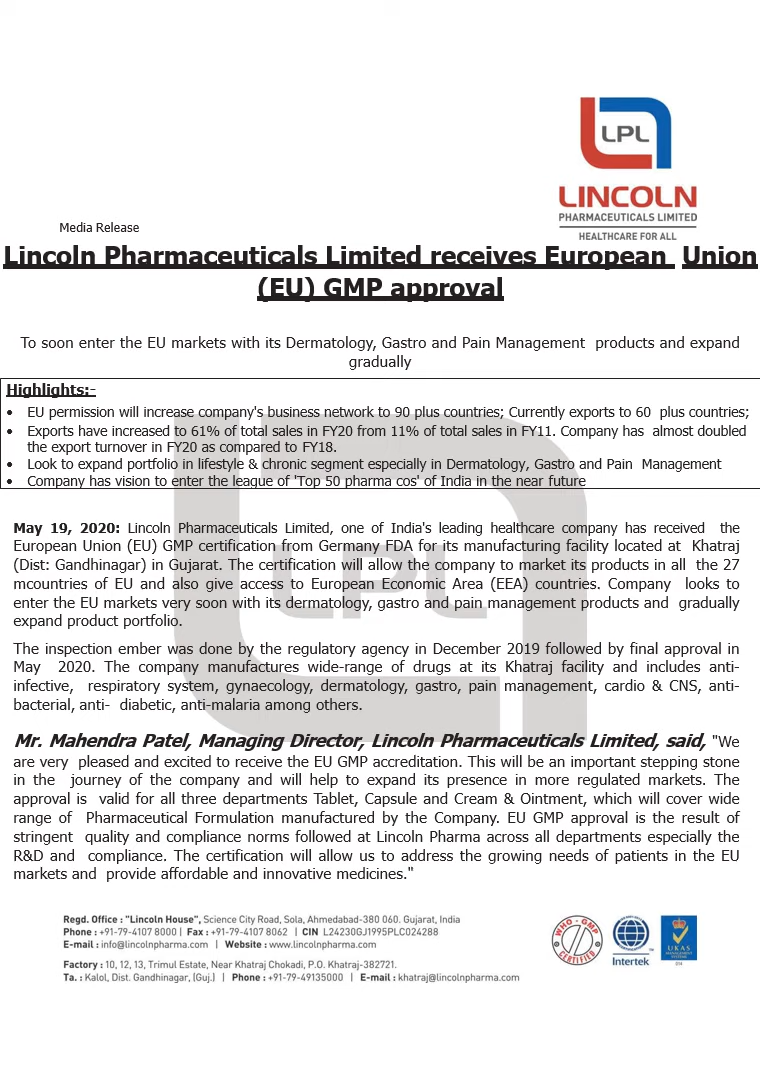 LPL
LINCOLN
PHARMACEUTICALS LIMITED
HEALTHCARE FOR ALL
Media Release
Lincoln Pharmaceuticals Limited receives European Union
(EU) GMP approval
To soon enter the EU markets with its Dermatology, Gastro and Pain Management products and expand
gradually
Highlights:-
• EU permission will increase company's business network to 90 plus countries; Currently exports to 60 plus countries;
• Exports have increased to 61% of total sales in FY20 from 11% of total sales in FY11. Company has almost doubled
the export turnover in FY20 as compared to FY18.
• Look to expand portfolio in lifestyle & chronic segment especially in Dermatology, Gastro and Pain Management
• Company has vision to enter the league of 'Top 50 pharma cos' of India in the near future
May 19, 2020: Lincoln Pharmaceuticals Limited, one of India's leading healthcare company has received the
European Union (EU) GMP certification from Germany FDA for its manufacturing facility located at Khatraj
(Dist: Gandhinagar) in Gujarat. The certification will allow the company to market its products in all the 27
mcountries of EU and also give access to European Economic Area (EEA) countries. Company looks to
enter the EU markets very soon with its dermatology, gastro and pain management products and gradually
expand product portfolio.
The inspection ember was done by the regulatory agency in December 2019 followed by final approval in
May 2020. The company manufactures wide-range of drugs at its Khatraj facility and includes anti-
infective, respiratory system, gynaecology, dermatology, gastro, pain management, cardio & CNS, anti-
bacterial, anti- diabetic, anti-malaria among others.
Mr. Mahendra Patel, Managing Director, Lincoln Pharmaceuticals Limited, said, "We
are very pleased and excited to receive the EU GMP accreditation. This will be an important stepping stone
in the journey of the company and will help to expand its presence in more regulated markets. The
approval is valid for all three departments Tablet, Capsule and Cream & Ointment, which will cover wide
range of Pharmaceutical Formulation manufactured by the Company. EU GMP approval is the result of
stringent quality and compliance norms followed at Lincoln Pharma across all departments especially the
R&D and compliance. The certification will allow us to address the growing needs of patients in the EU
markets and provide affordable and innovative medicines."
Regd. Office : "Lincoln House", Science City Road, Sola, Ahmedabad-380 060. Gujarat, India
Phone : +91-79-4107 8000 | Fax : +91-79-4107 8062 | CIN L24230GJ1995PLC024288
E-mail : info@lincolnpharma.com | Website : www.lincolnpharma.com
Factory : 10, 12, 13, Trimul Estate, Near Khatraj Chokadi, P.O. Khatraj-382721.
Ta. : Kalol, Dist. Gandhinagar, (Guj.) | Phone : +91-79-49135000 | E-mail : khatraj@lincolnpharma.com
WHO - GMP
CERTIFIED
Intertek
UKAS
MANAGEMENT
SYSTEMS